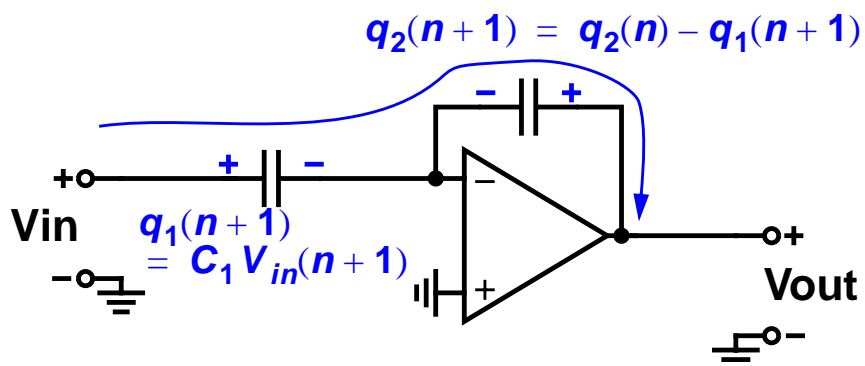 q₂(n + 1) = q₂(n) – q₁(n + 1)
– +
+ –
+
–
Vin
q₁(n + 1)
= C₁ Vᵢₙ(n + 1)
+
+
Vout
–
–